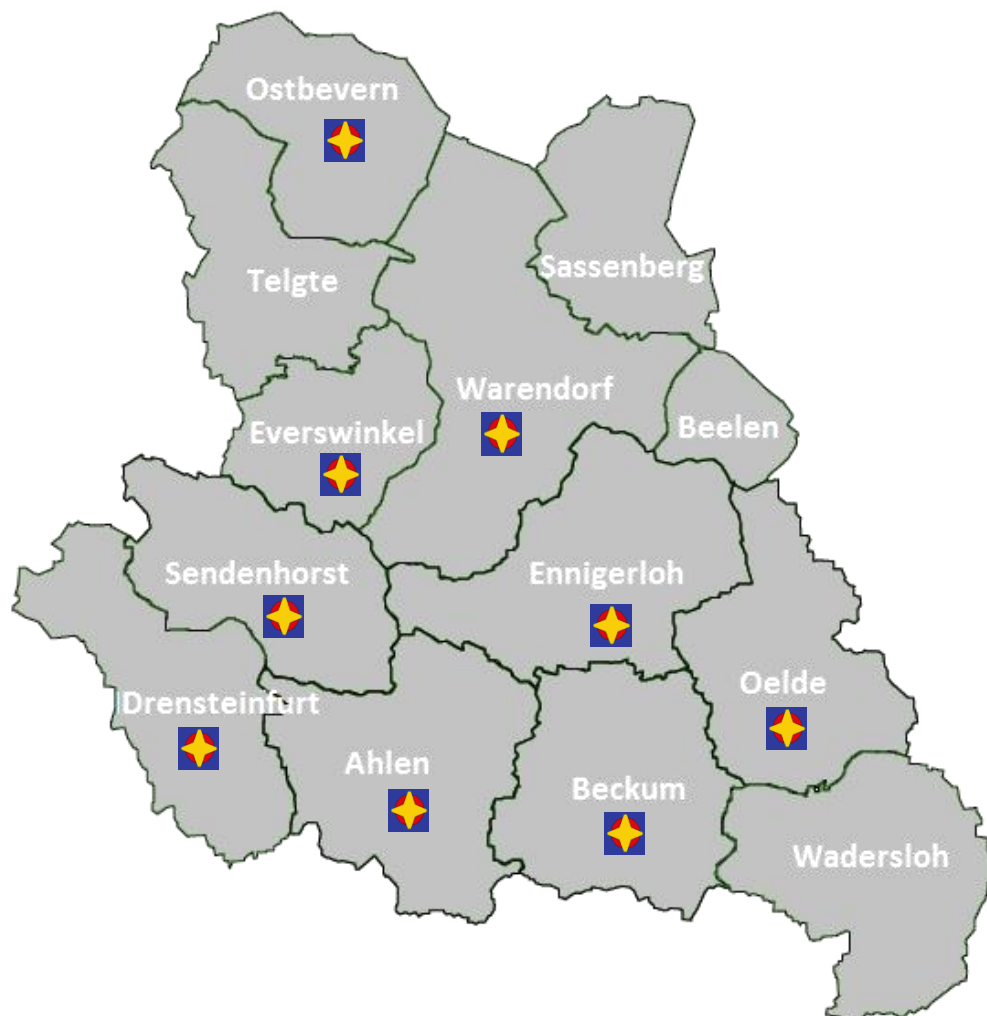 Ostbevern
Sassenberg
Telgte
Warendorf
Everswinkel
Beelen
Sendenhorst
Ennigerloh
Oelde
Drensteinfurt
Ahlen
Beckum
Wadersloh